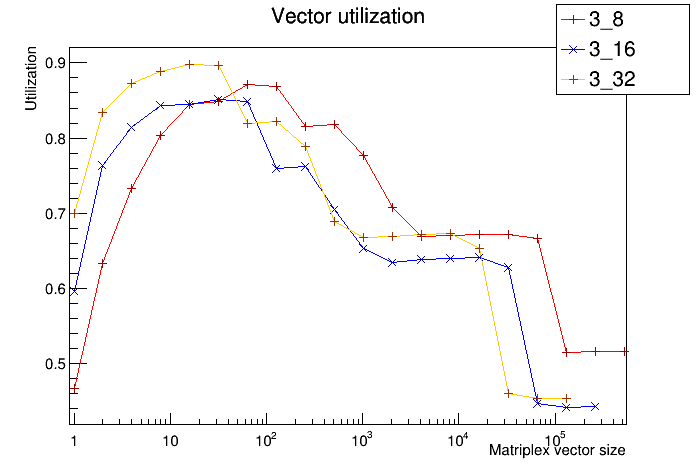 Vector utilization
3_8
3_16
3_32
Utilization
0.9
0.8
0.7
0.6
0.5
1 10 10² 10³ 10⁴ 10⁵
Matriplex vector size